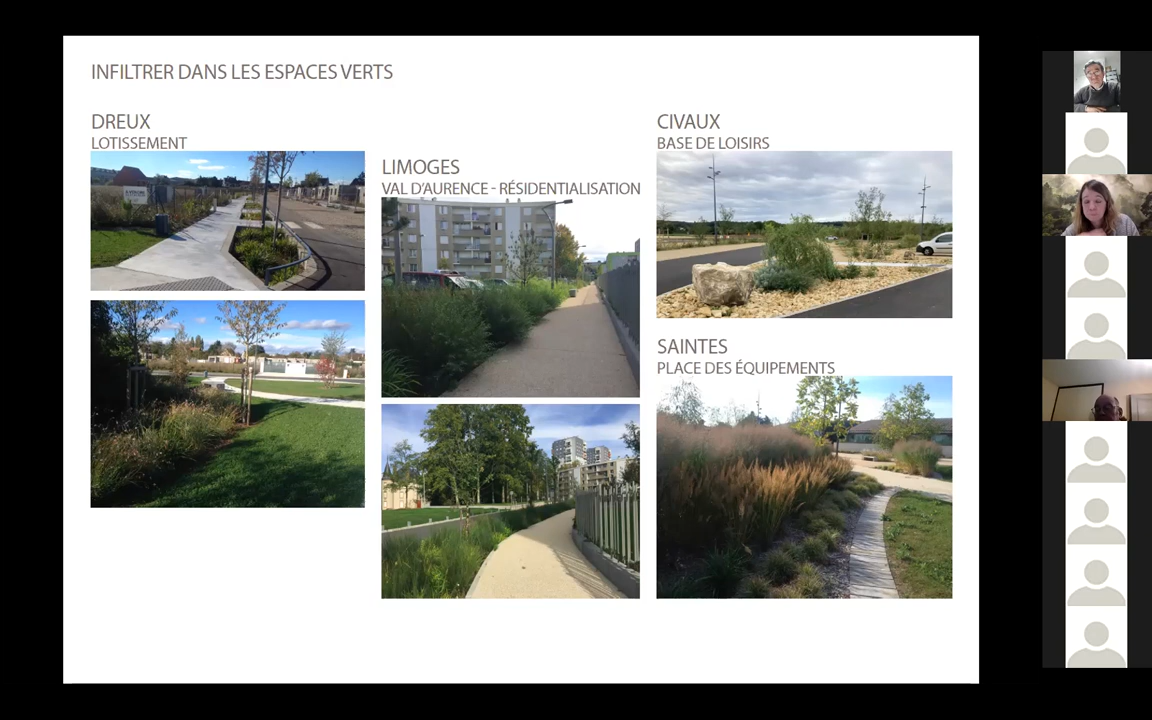 INFILTRER DANS LES ESPACES VERTS
DREUX
LOTISSEMENT
LIMOGES
VAL D'AURENCE - RÉSIDENTIALISATION
CIVAUX
BASE DE LOISIRS
SAINTES
PLACE DES ÉQUIPEMENTS